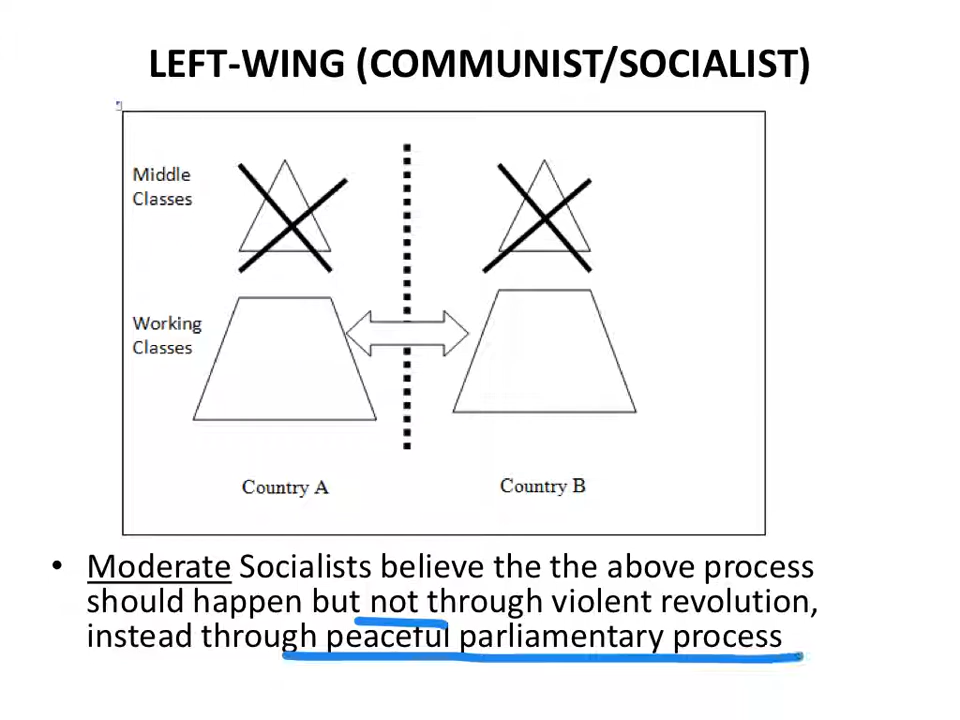 LEFT-WING (COMMUNIST/SOCIALIST)
Middle
Classes
Working
Classes
Country A
Country B
• Moderate Socialists believe the the above process
should happen but not through violent revolution,
instead through peaceful parliamentary process